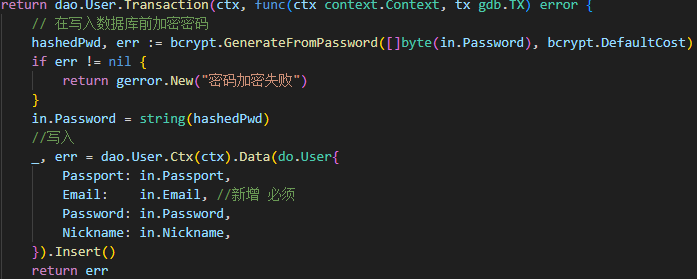 return dao.User.Transaction(ctx, func(ctx context.Context, tx gdb.TX) error {
// 在写入数据库前加密密码
hashedPwd, err := bcrypt.GenerateFromPassword([]byte(in.Password), bcrypt.DefaultCost)
if err != nil {
return gerror.New("密码加密失败")
}
in.Password = string(hashedPwd)
//写入
_, err = dao.User.Ctx(ctx).Data(do.User{
Passport: in.Passport,
Email: in.Email, //新增 必须
Password: in.Password,
Nickname: in.Nickname,
}).Insert()
return err